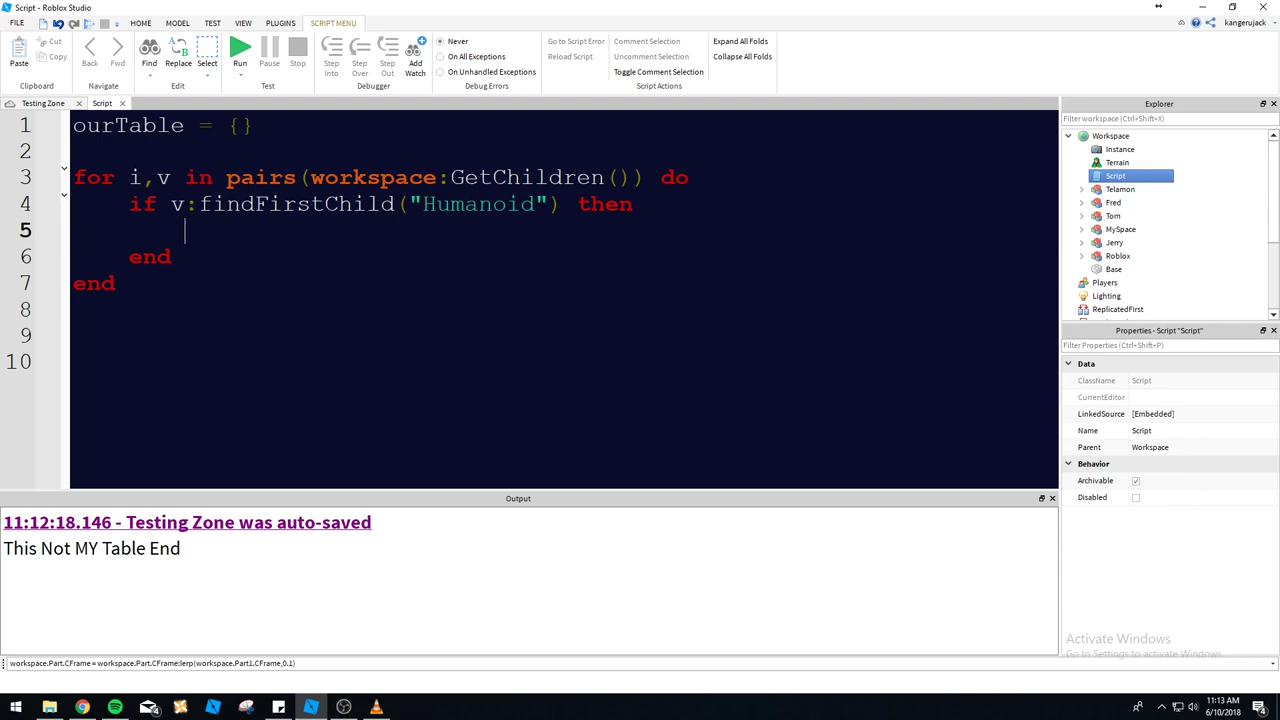 Script - Roblox Studio
FILE HOME MODEL TEST VIEW PLUGINS SCRIPT MENU kangerujack
Paste Cut Copy Back Fwd Find Replace Select Run Pause Stop Step Into Step Over Step Out Add Watch
Never
On All Exceptions
On Unhandled Exceptions
Go to Script Error
Reload Script
Comment Selection
Uncomment Selection
Toggle Comment Selection
Expand All Folds
Collapse All Folds
Clipboard Navigate Edit Test Debugger Debug Errors Script Actions
Testing Zone Script
1 ourTable = {}
2
3 for i,v in pairs(workspace:GetChildren()) do
4 if v:findFirstChild("Humanoid") then
5
6 end
7 end
8
9
10
Explorer
Filter workspace (Ctrl+Shift+X)
Workspace
Instance
Terrain
Script
Telamon
Fred
Tom
MySpace
Jerry
Roblox
Base
Players
Lighting
ReplicatedFirst
Properties - Script "Script"
Filter Properties (Ctrl+Shift+P)
Data
ClassName Script
CurrentEditor
LinkedSource [Embedded]
Name Script
Parent Workspace
Behavior
Archivable
Disabled
Output
11:12:18.146 - Testing Zone was auto-saved
This Not MY Table End
Activate Windows
Go to Settings to activate Windows.
workspace.Part.CFrame = workspace.Part.CFrame:lerp(workspace.Part1.CFrame,0.1)
11:13 AM
6/10/2018